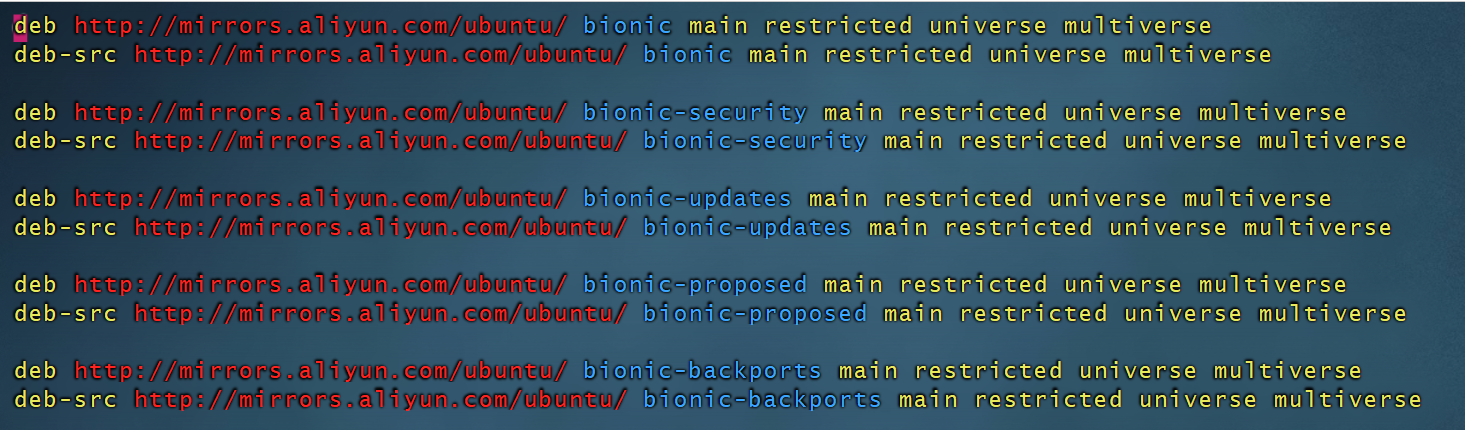 deb http://mirrors.aliyun.com/ubuntu/ bionic main restricted universe multiverse
deb-src http://mirrors.aliyun.com/ubuntu/ bionic main restricted universe multiverse
deb http://mirrors.aliyun.com/ubuntu/ bionic-security main restricted universe multiverse
deb-src http://mirrors.aliyun.com/ubuntu/ bionic-security main restricted universe multiverse
deb http://mirrors.aliyun.com/ubuntu/ bionic-updates main restricted universe multiverse
deb-src http://mirrors.aliyun.com/ubuntu/ bionic-updates main restricted universe multiverse
deb http://mirrors.aliyun.com/ubuntu/ bionic-proposed main restricted universe multiverse
deb-src http://mirrors.aliyun.com/ubuntu/ bionic-proposed main restricted universe multiverse
deb http://mirrors.aliyun.com/ubuntu/ bionic-backports main restricted universe multiverse
deb-src http://mirrors.aliyun.com/ubuntu/ bionic-backports main restricted universe multiverse